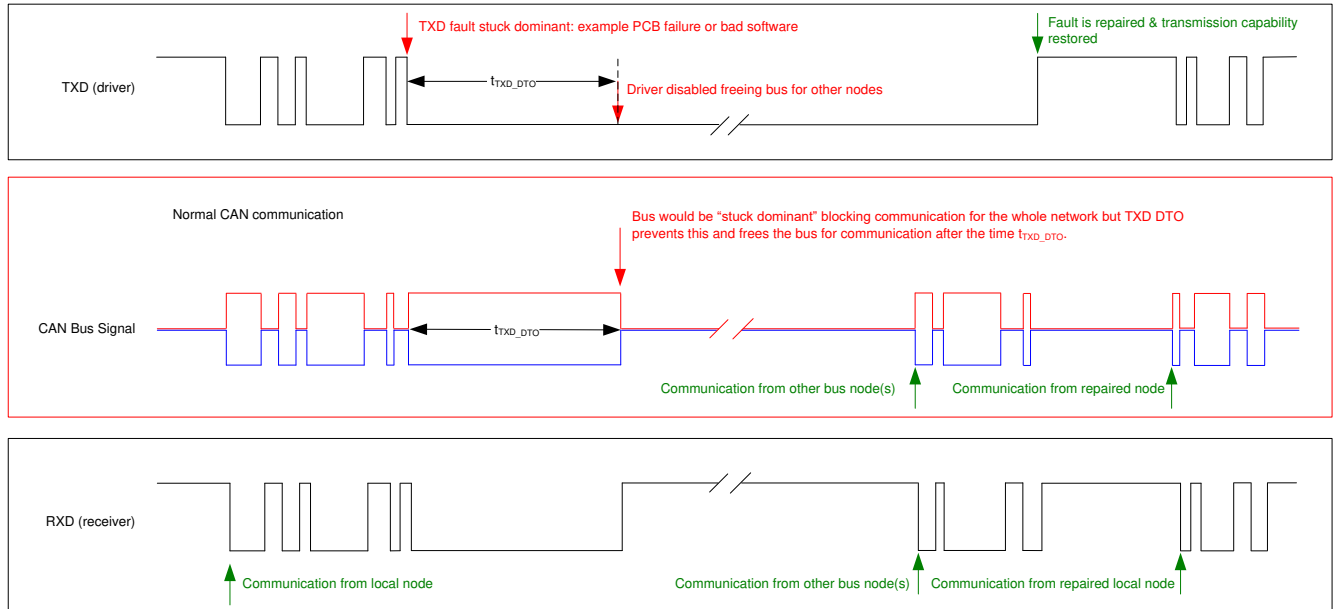 TXD fault stuck dominant: example PCB failure or bad software
Fault is repaired & transmission capability
restored
TXD (driver)
tTXD_DTO
Driver disabled freeing bus for other nodes
Normal CAN communication
Bus would be “stuck dominant” blocking communication for the whole network but TXD DTO
prevents this and frees the bus for communication after the time tTXD_DTO.
CAN Bus Signal
tTXD_DTO
Communication from other bus node(s)
Communication from repaired node
RXD (receiver)
Communication from local node
Communication from other bus node(s)
Communication from repaired local node